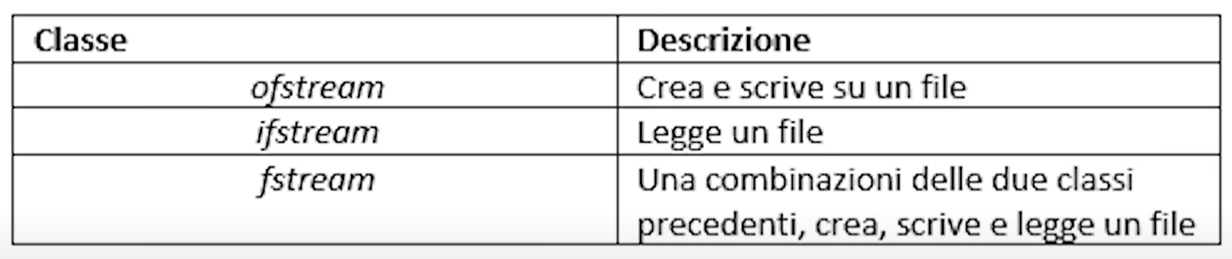 Classe Descrizione
ofstream Crea e scrive su un file
ifstream Legge un file
fstream Una combinazioni delle due classi
precedenti, crea, scrive e legge un file